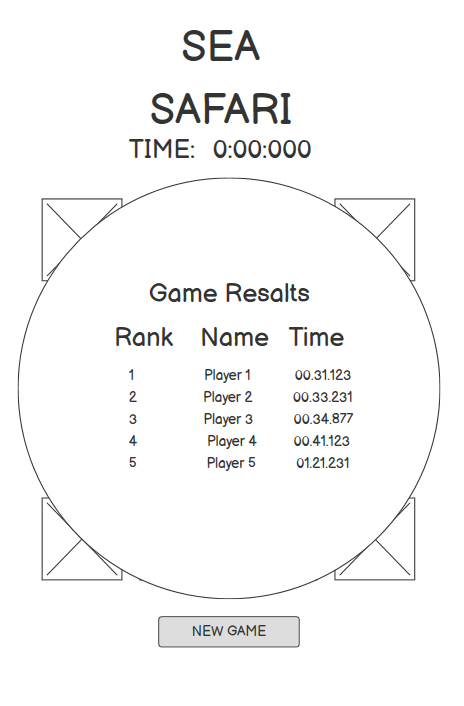 SEA
SAFARI
TIME: 0:00:000
Game Resalts
Rank Name Time
1 Player 1 00.31.123
2 Player 2 00.33.231
3 Player 3 00.34.877
4 Player 4 00.41.123
5 Player 5 01.21.231
NEW GAME